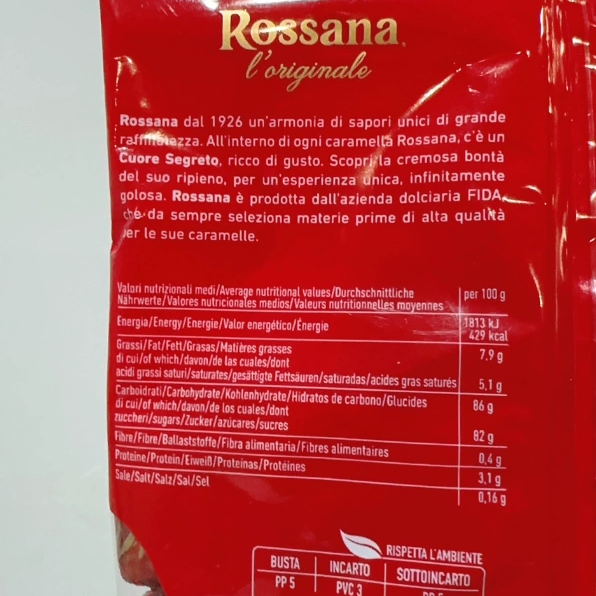 Rossana
l'originale
Rossana dal 1926 un'armonia di sapori unici di grande
raffinatezza. All'interno di ogni caramella Rossana, c'è un
Cuore Segreto, ricco di gusto. Scopri la cremosa bontà
del suo ripieno, per un'esperienza unica, infinitamente
golosa. Rossana è prodotta dall'azienda dolciaria FIDA,
che da sempre seleziona materie prime di alta qualità
per le sue caramelle.
Valori nutrizionali medi/Average nutritional values/Durchschnittliche
Nährwerte/Valores nutricionales medios/Valeurs nutritionnelles moyennes per 100 g
Energia/Energy/Energie/Valor energético/Énergie 1813 kJ
429 kcal
Grassi/Fat/Fett/Grasas/Matières grasses 7,9 g
di cui/of which/davon/de las cuales/dont
acidi grassi saturi/saturates/gesättigte Fettsäuren/saturadas/acides gras saturés 5,1 g
Carboidrati/Carbohydrate/Kohlenhydrate/Hidratos de carbono/Glucides 86 g
di cui/of which/davon/de los cuales/dont
zuccheri/sugars/Zucker/azúcares/sucres 82 g
Fibre/Fibre/Ballaststoffe/Fibra alimentaria/Fibres alimentaires 0,4 g
Proteine/Protein/Eiweiß/Proteínas/Protéines 3,1 g
Sale/Salt/Salz/Sal/Sel 0,16 g
RISPETTA L'AMBIENTE
BUSTA INCARTO SOTTOINCARTO
PP 5 PVC 3